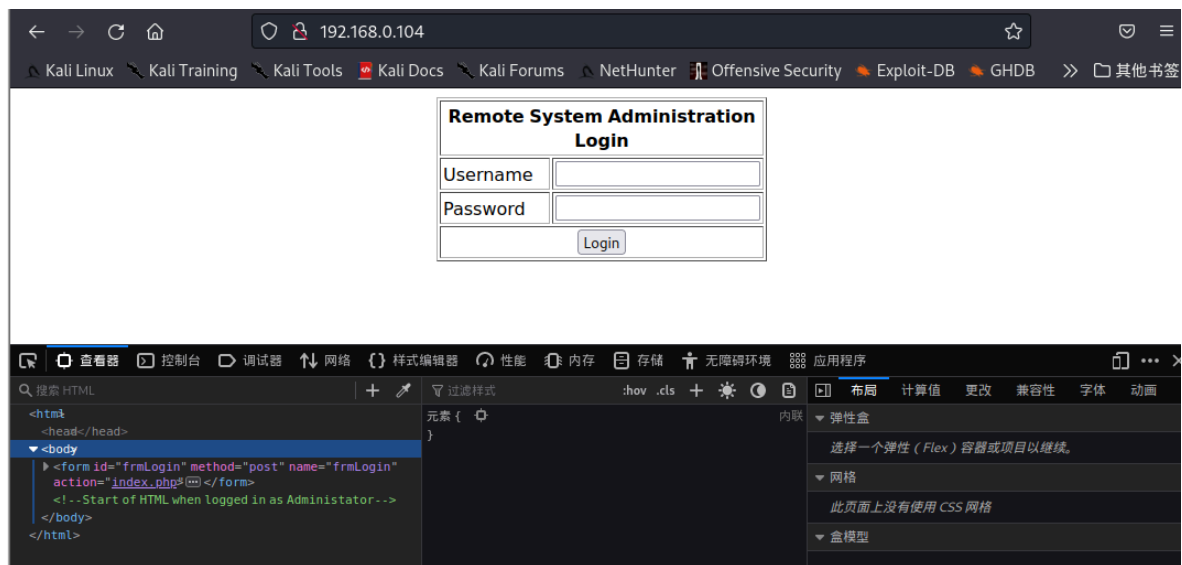 192.168.0.104
Kali Linux Kali Training Kali Tools Kali Docs Kali Forums NetHunter Offensive Security Exploit-DB GHDB 其他书签
Remote System Administration
Login
Username
Password
Login
查看器 控制台 调试器 网络 {} 样式编辑器 性能 内存 存储 无障碍环境 应用程序
搜索 HTML + 过滤样式 :hov .cls + 布局 计算值 更改 兼容性 字体 动画
<html>
<head></head>
<body>
<form id="frmLogin" method="post" name="frmLogin"
action="index.php"> </form>
<!--Start of HTML when logged in as Administator-->
</body>
</html>
元素 { 内联
}
弹性盒
选择一个弹性（Flex）容器或项目以继续。
网格
此页面上没有使用 CSS 网格
盒模型